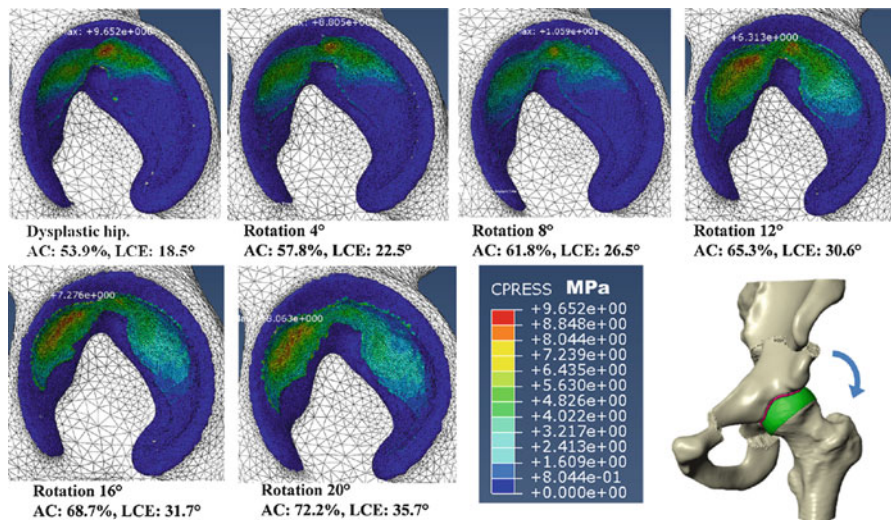 Max: +9.652e+000
+8.805e+00
Max: +1.059e+001
+6.313e+000
Dysplastic hip.
AC: 53.9%, LCE: 18.5°
Rotation 4°
AC: 57.8%, LCE: 22.5°
Rotation 8°
AC: 61.8%, LCE: 26.5°
Rotation 12°
AC: 65.3%, LCE: 30.6°
+7.276e+000
.063e+000
CPRESS MPa
+9.652e+00
+8.848e+00
+8.044e+00
+7.239e+00
+6.435e+00
+5.630e+00
+4.826e+00
+4.022e+00
+3.217e+00
+2.413e+00
+1.609e+00
+8.044e-01
+0.000e+00
Rotation 16°
AC: 68.7%, LCE: 31.7°
Rotation 20°
AC: 72.2%, LCE: 35.7°